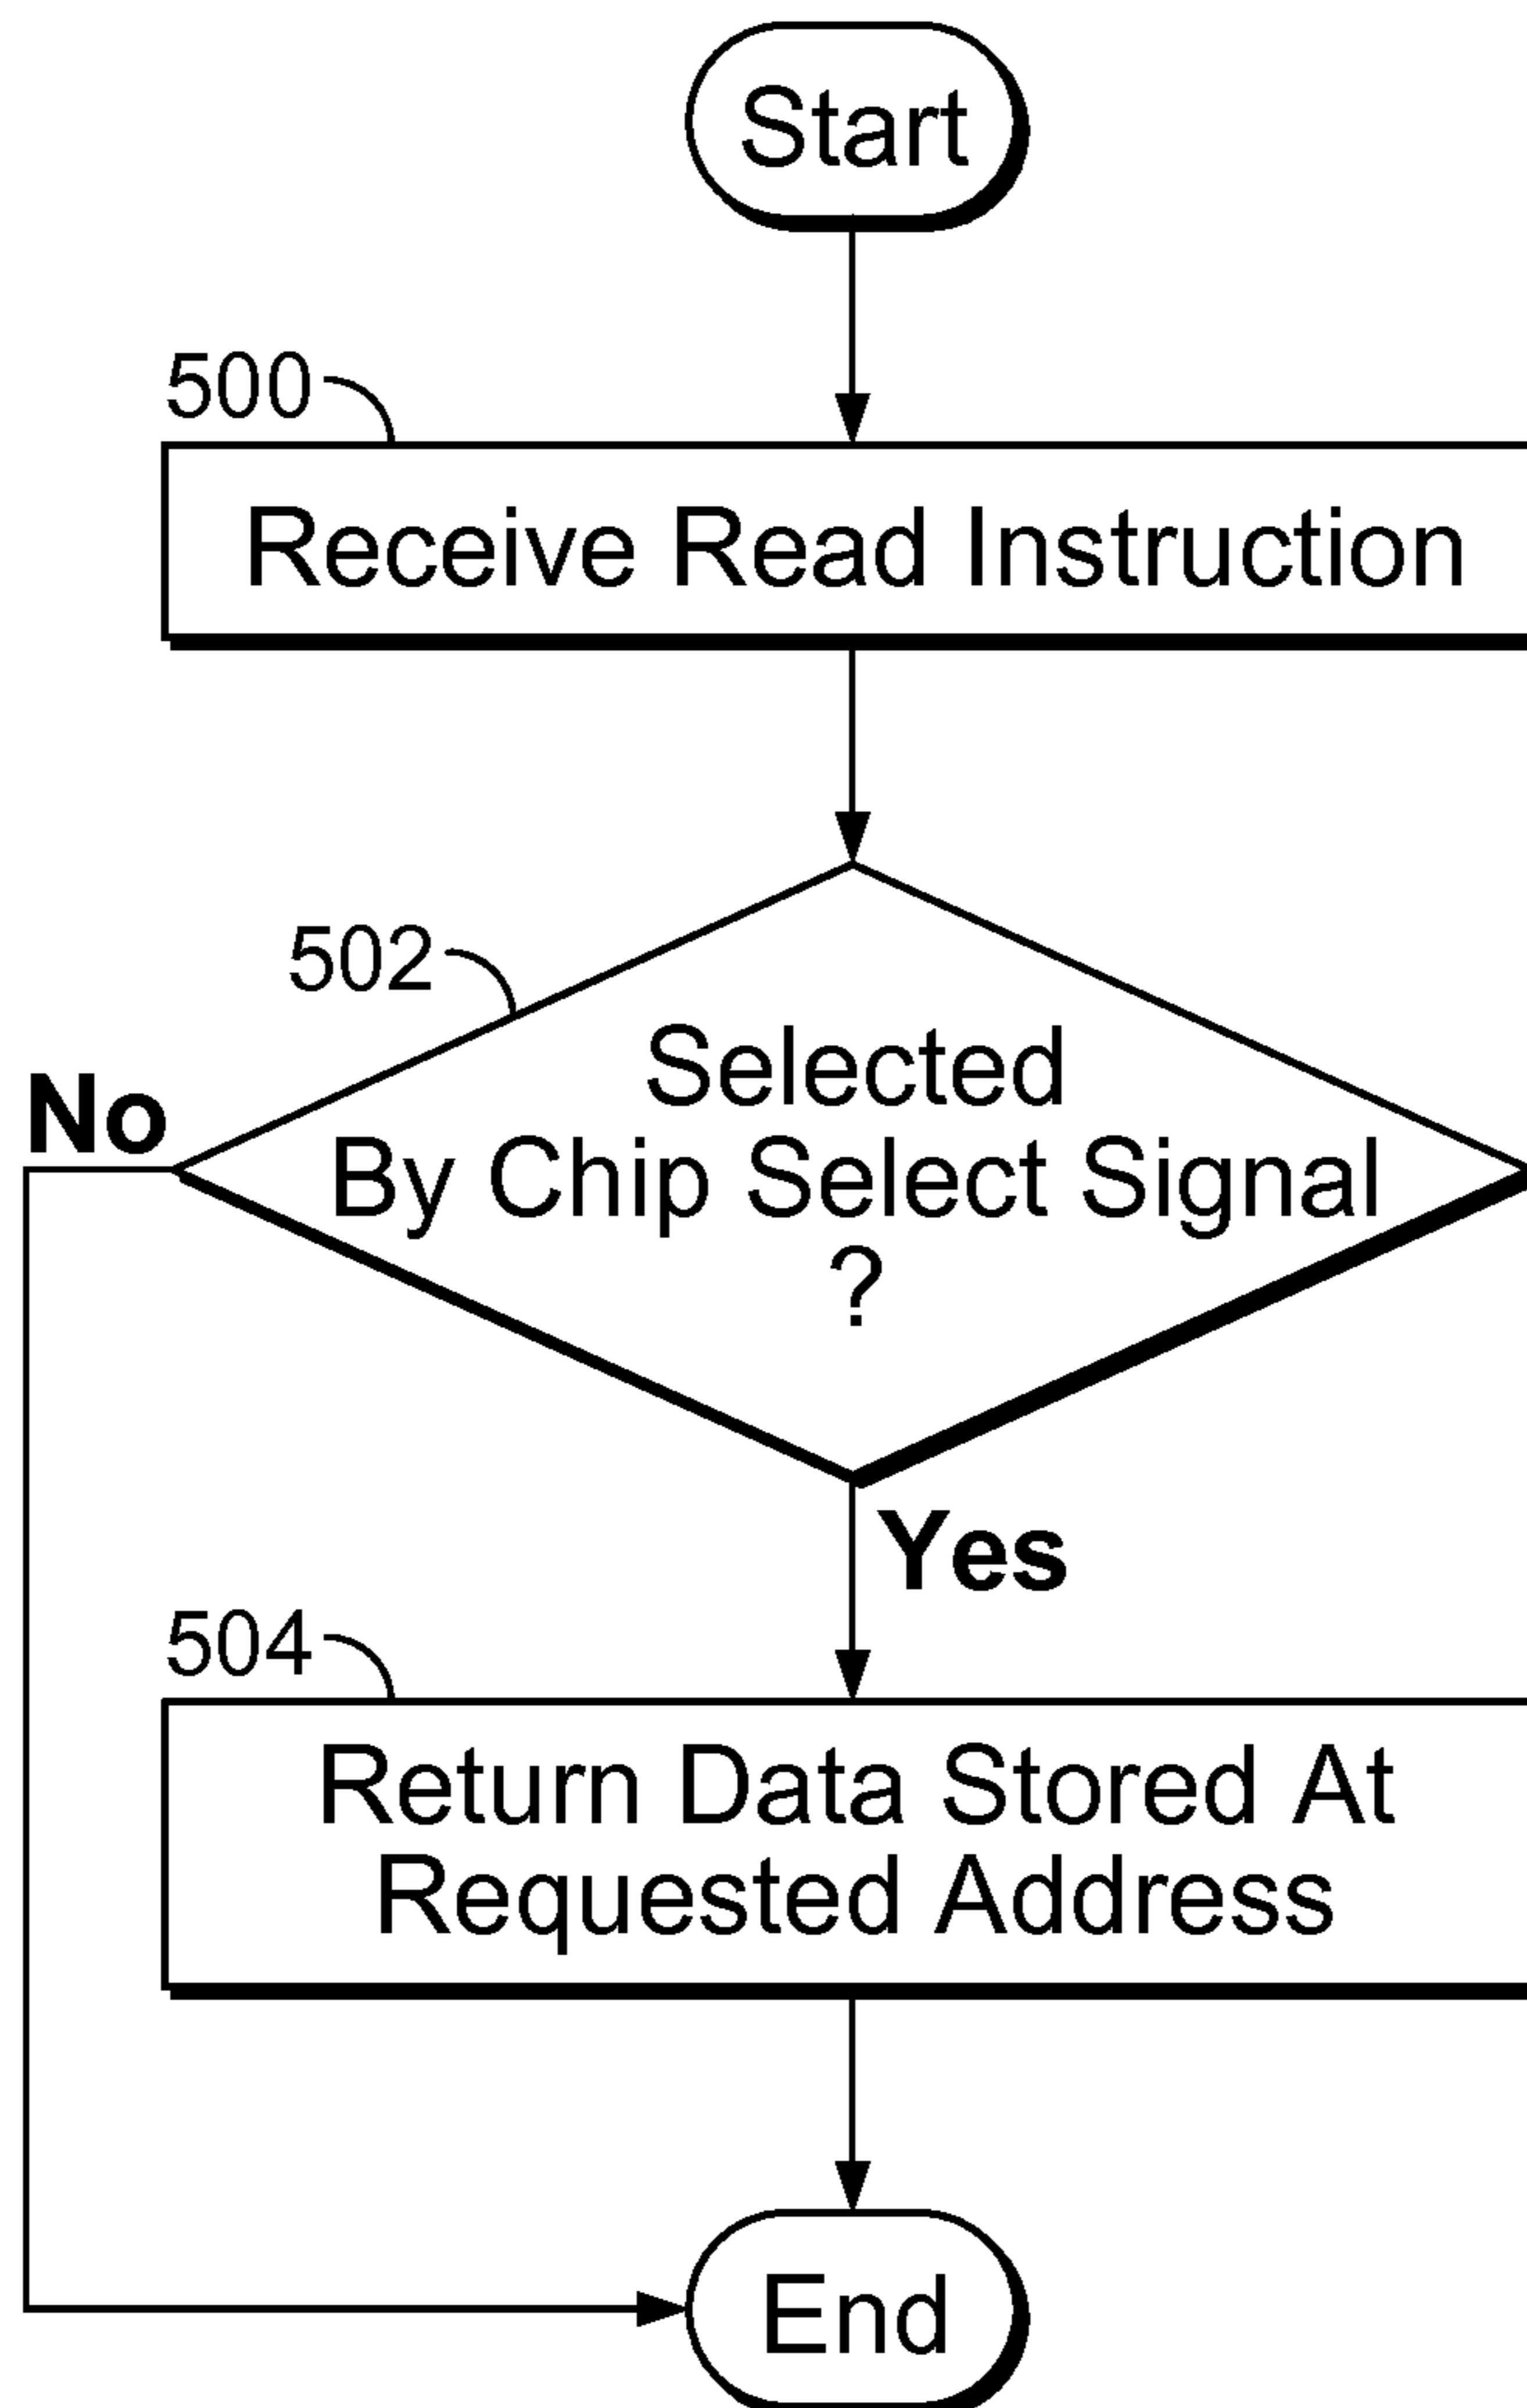 Start
500
Receive Read Instruction
502
Selected
No
By Chip Select Signal
?
Yes
504
Return Data Stored At
Requested Address
End